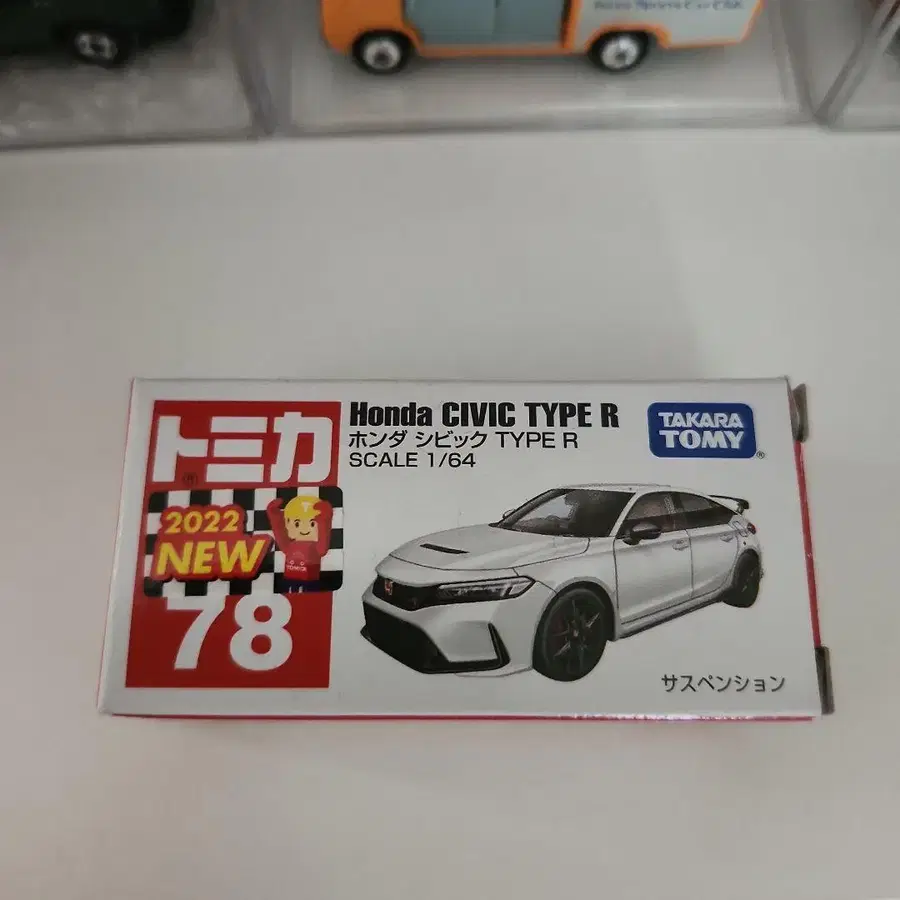 トミカ
2022
NEW
78
Honda CIVIC TYPE R
ホンダ シビック TYPE R
SCALE 1/64
TAKARA
TOMY
サスペンション